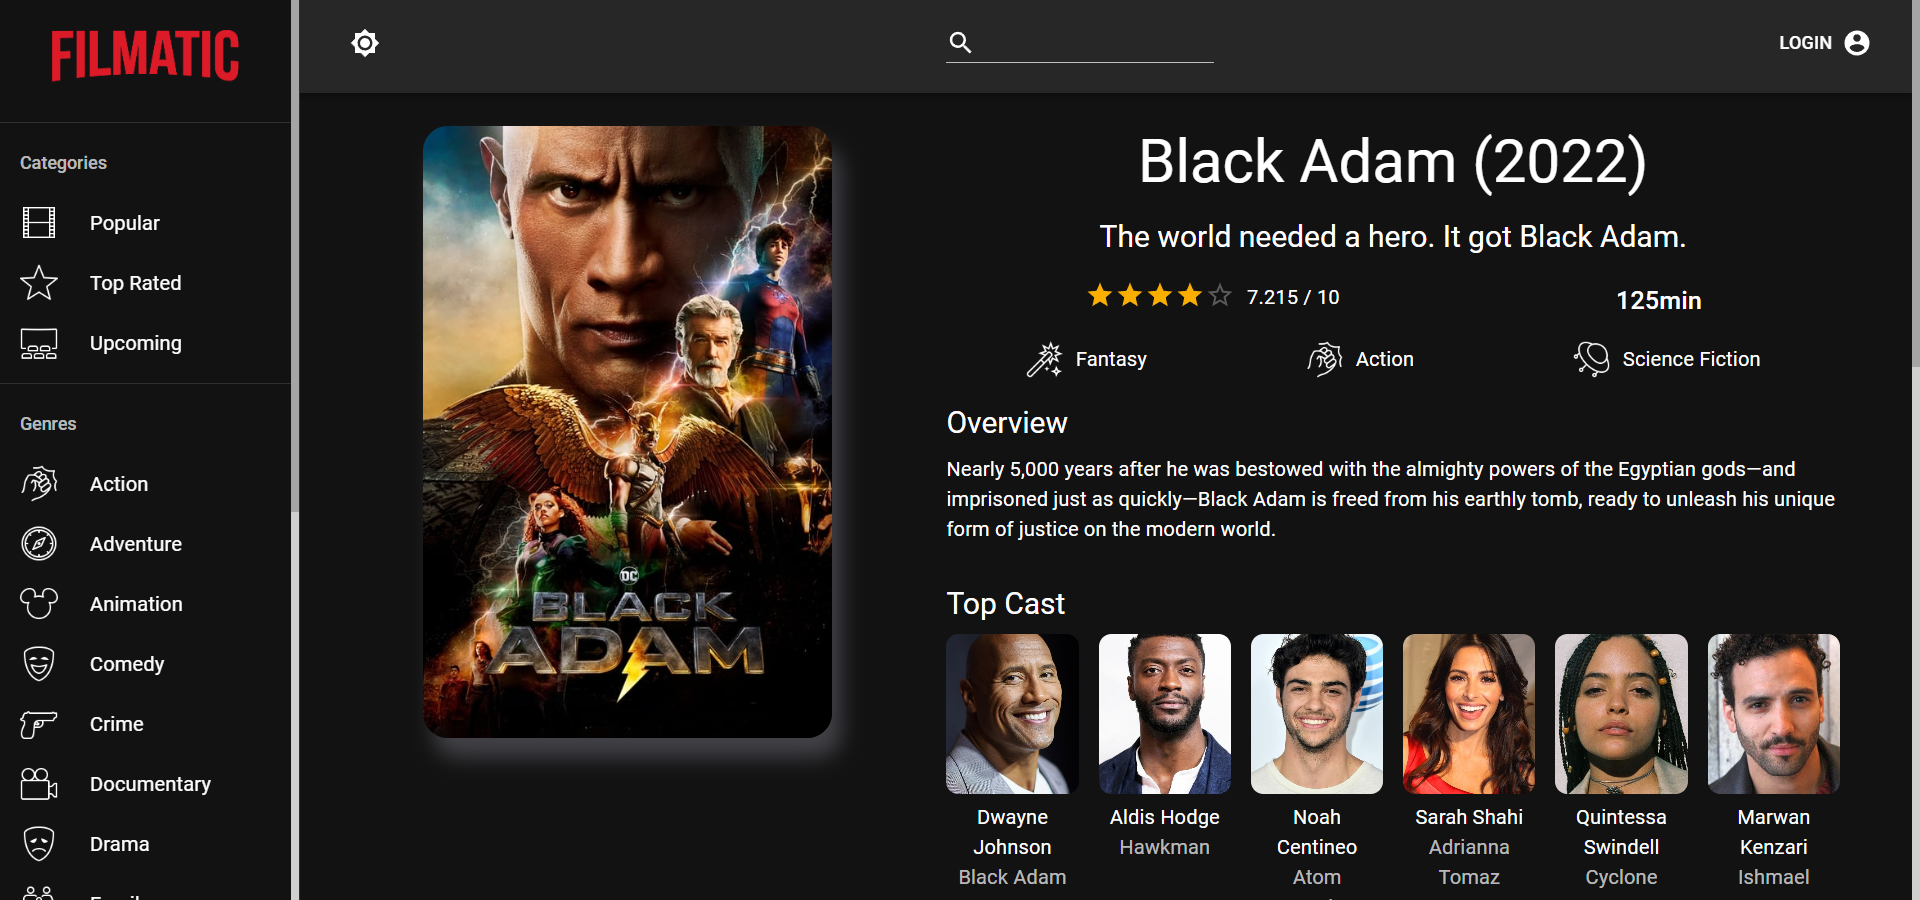 FILMATIC
LOGIN
Categories
Popular
Top Rated
Upcoming
Genres
Action
Adventure
Animation
Comedy
Crime
Documentary
Drama
DC
BLACK
ADAM
Black Adam (2022)
The world needed a hero. It got Black Adam.
7.215 / 10
125min
Fantasy
Action
Science Fiction
Overview
Nearly 5,000 years after he was bestowed with the almighty powers of the Egyptian gods—and
imprisoned just as quickly—Black Adam is freed from his earthly tomb, ready to unleash his unique
form of justice on the modern world.
Top Cast
Dwayne
Johnson
Black Adam
Aldis Hodge
Hawkman
Noah
Centineo
Atom
Sarah Shahi
Adrianna
Tomaz
Quintessa
Swindell
Cyclone
Marwan
Kenzari
Ishmael